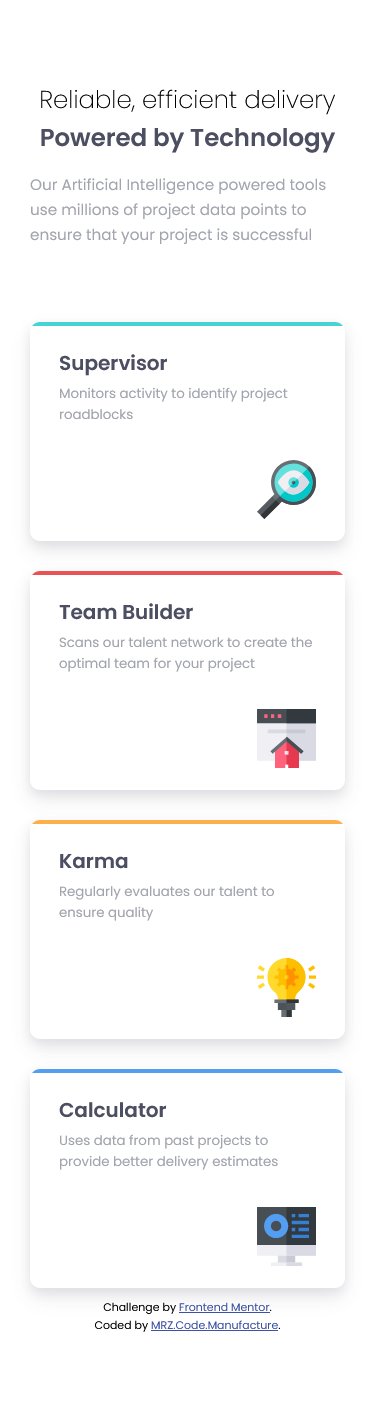 Reliable, efficient delivery
Powered by Technology
Our Artificial Intelligence powered tools
use millions of project data points to
ensure that your project is successful
Supervisor
Monitors activity to identify project
roadblocks
Team Builder
Scans our talent network to create the
optimal team for your project
Karma
Regularly evaluates our talent to
ensure quality
Calculator
Uses data from past projects to
provide better delivery estimates
Challenge by Frontend Mentor.
Coded by MRZ.Code.Manufacture.